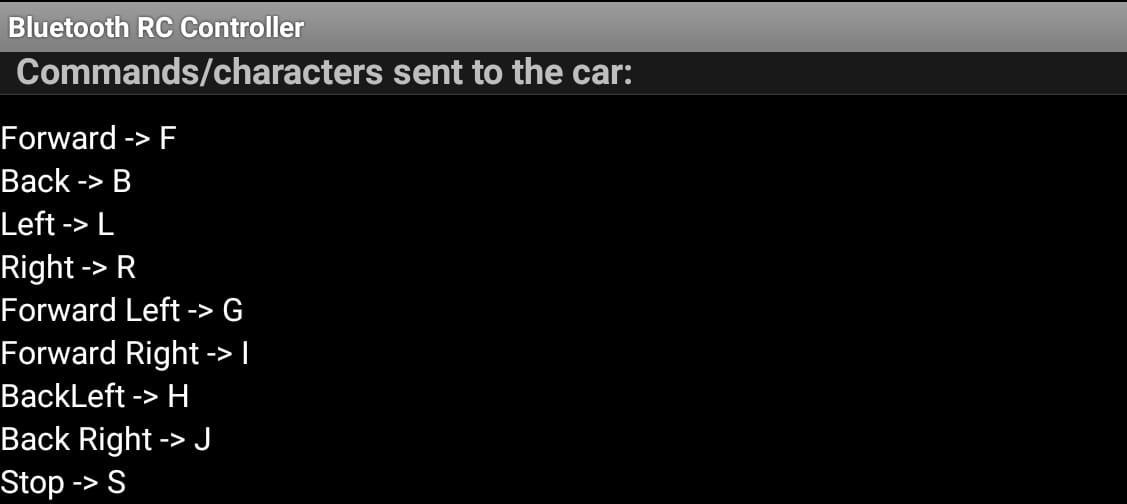 Bluetooth RC Controller
Commands/characters sent to the car:
Forward -> F
Back -> B
Left -> L
Right -> R
Forward Left -> G
Forward Right -> I
BackLeft -> H
Back Right -> J
Stop -> S